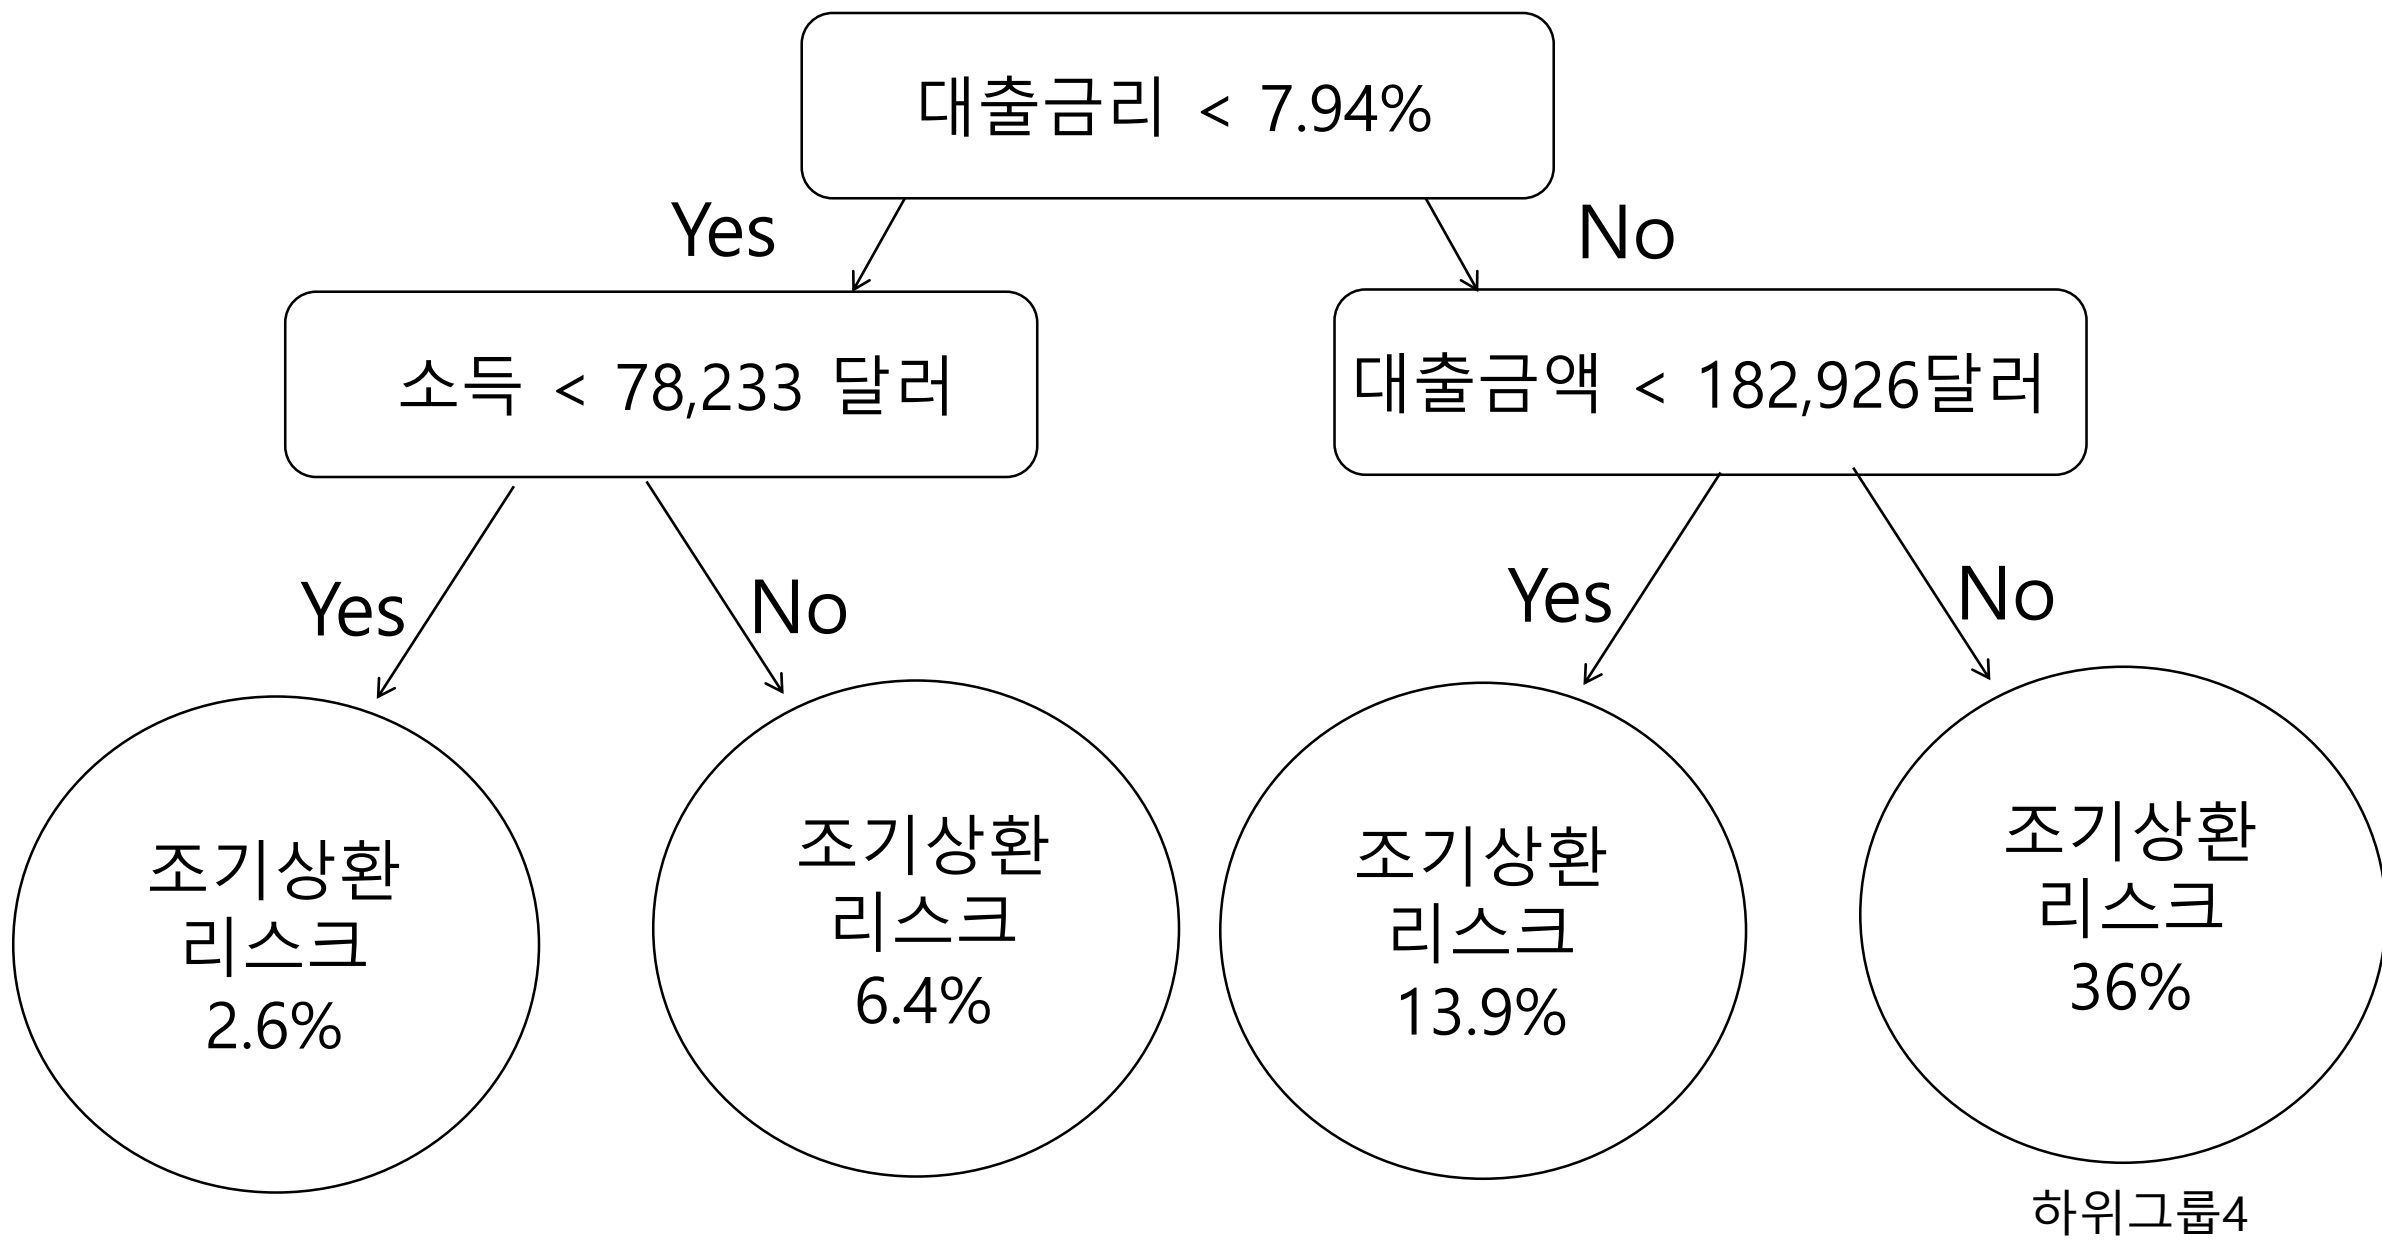 대출금리 < 7.94%
Yes
No
소득 < 78,233 달러
대출금액 < 182,926달러
Yes
No
Yes
No
조기상환
리스크
2.6%
조기상환
리스크
6.4%
조기상환
리스크
13.9%
조기상환
리스크
36%
하위그룹4